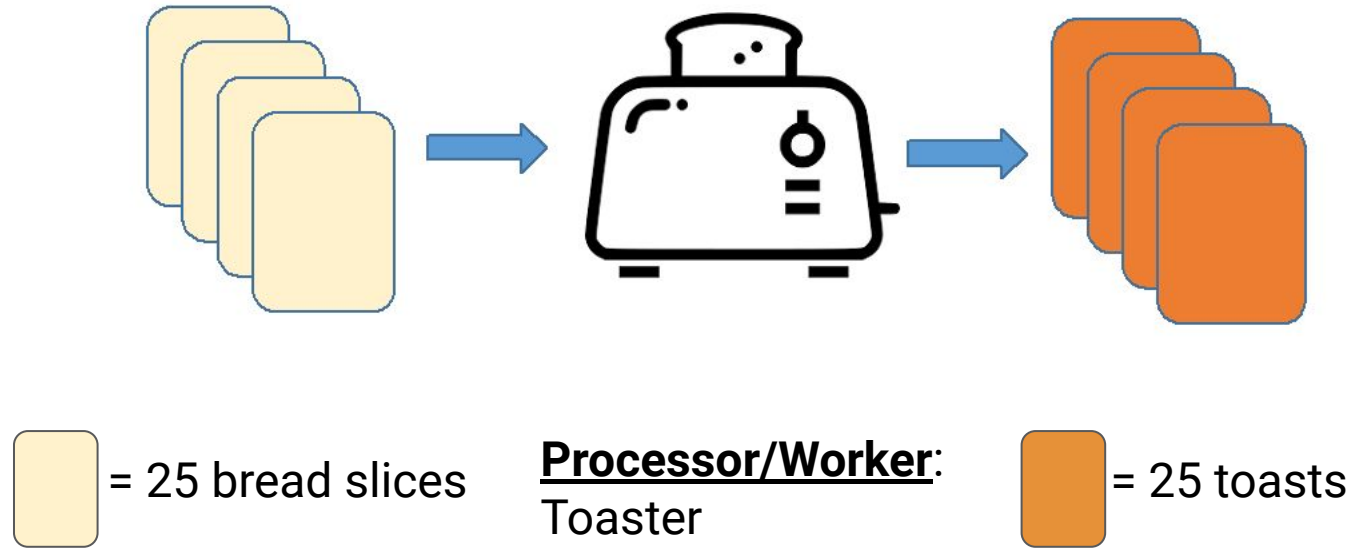 = 25 bread slices
Processor/Worker:
Toaster
= 25 toasts